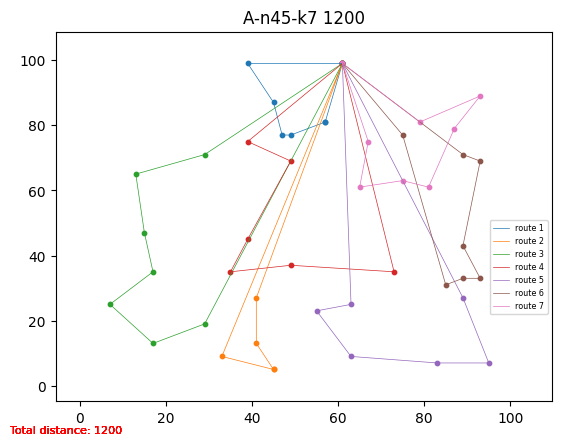 A-n45-k7 1200
100
80
60
40
20
0
route 1
route 2
route 3
route 4
route 5
route 6
route 7
0 20 40 60 80 100
Total distance: 1200